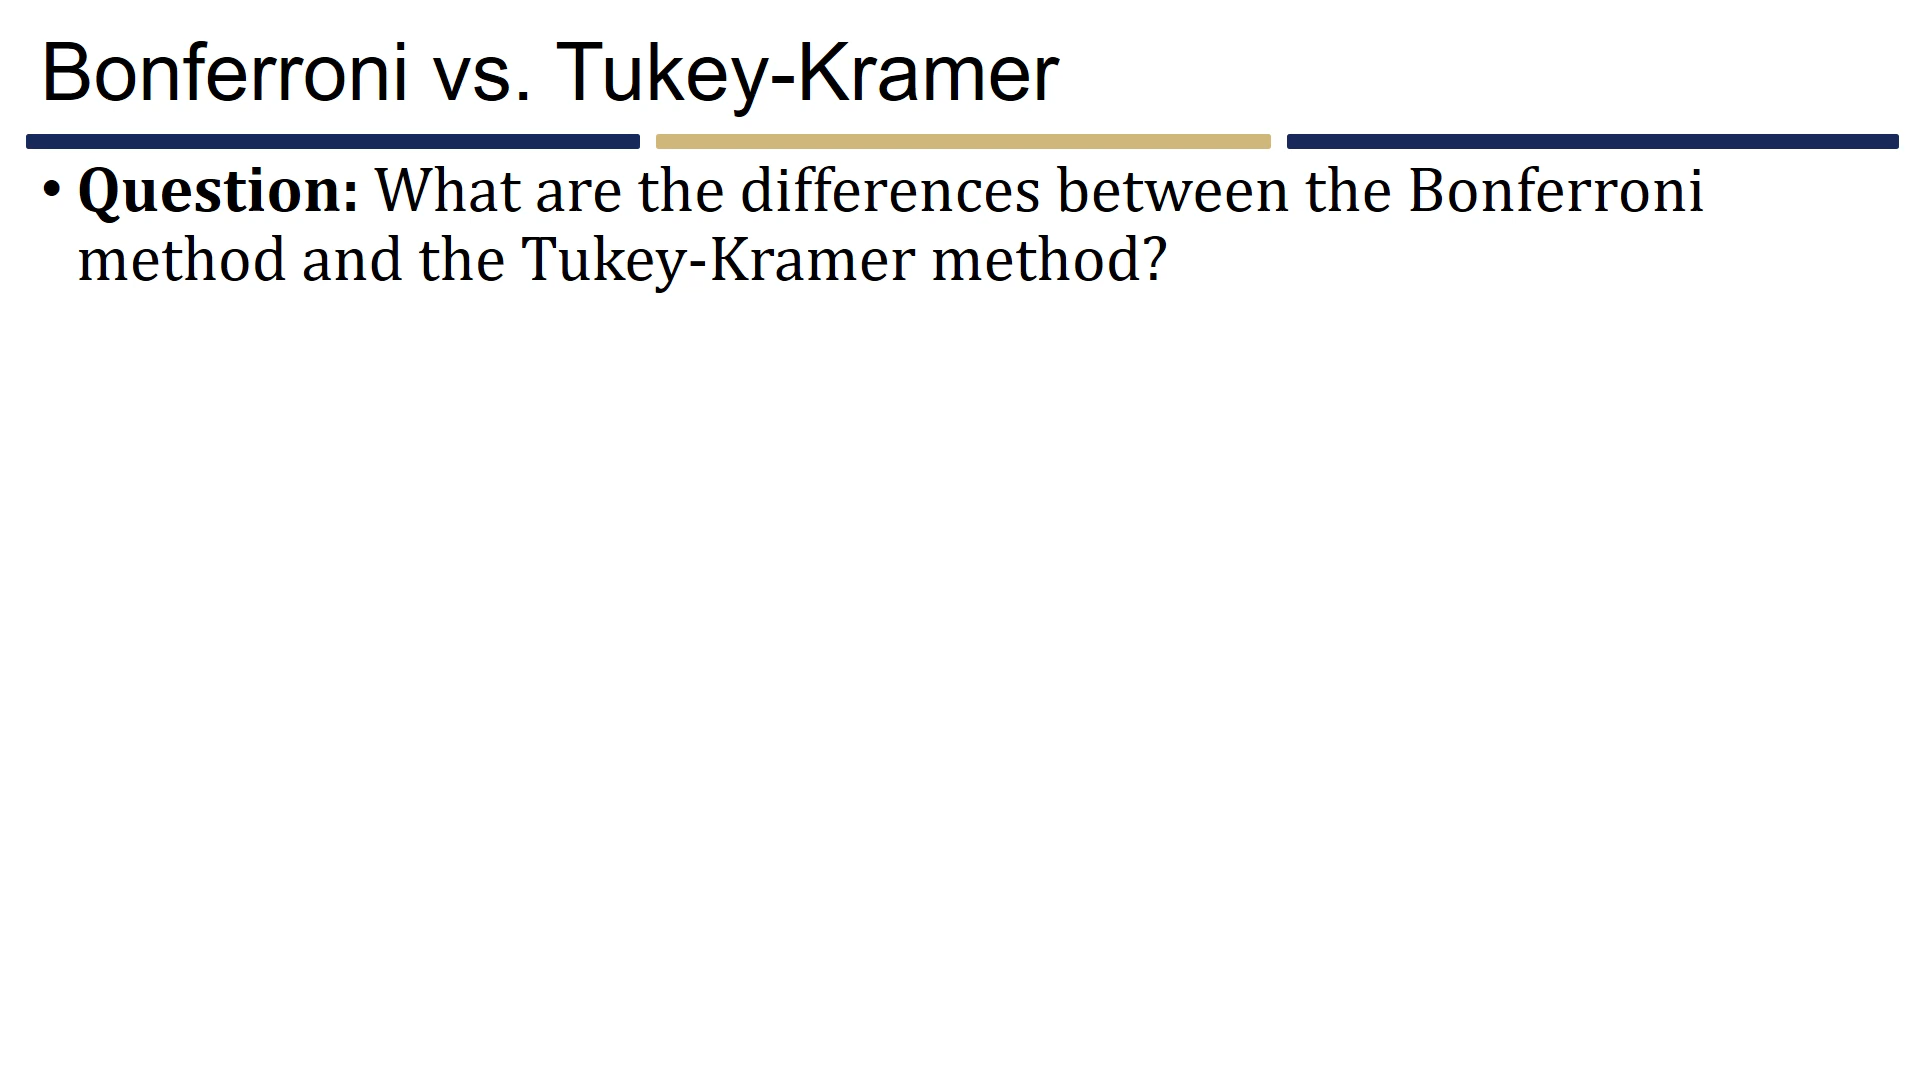 Bonferroni vs. Tukey-Kramer
• Question: What are the differences between the Bonferroni
method and the Tukey-Kramer method?